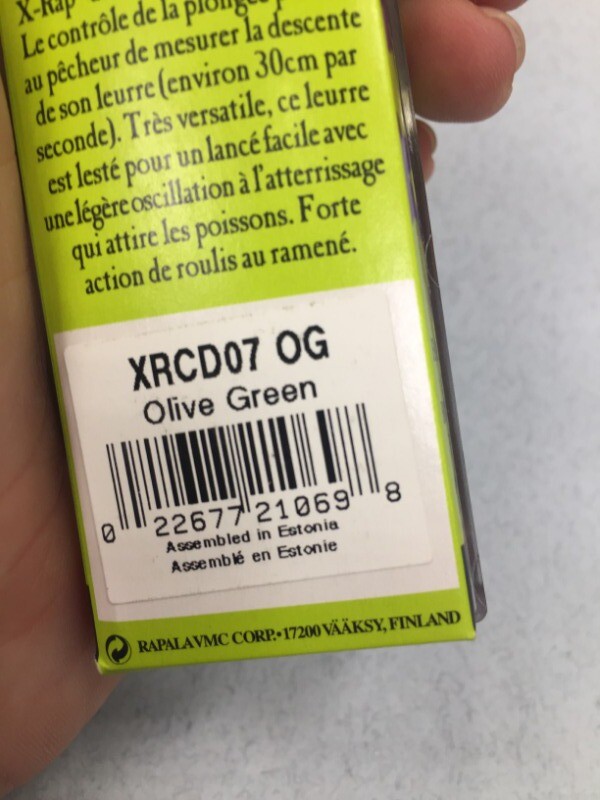 X-Rap
Le contrôle de la plongée
au pêcheur de mesurer la descente
de son leurre (environ 30cm par
seconde). Très versatile, ce leurre
est lesté pour un lancé facile avec
une légère oscillation à l'atterrissage
qui attire les poissons. Forte
action de roulis au ramené.
XRCD07 OG
Olive Green
0 22677 21069 8
Assembled in Estonia
Assemblé en Estonie
RAPALA VMC CORP.•17200 VÄÄKSY, FINLAND